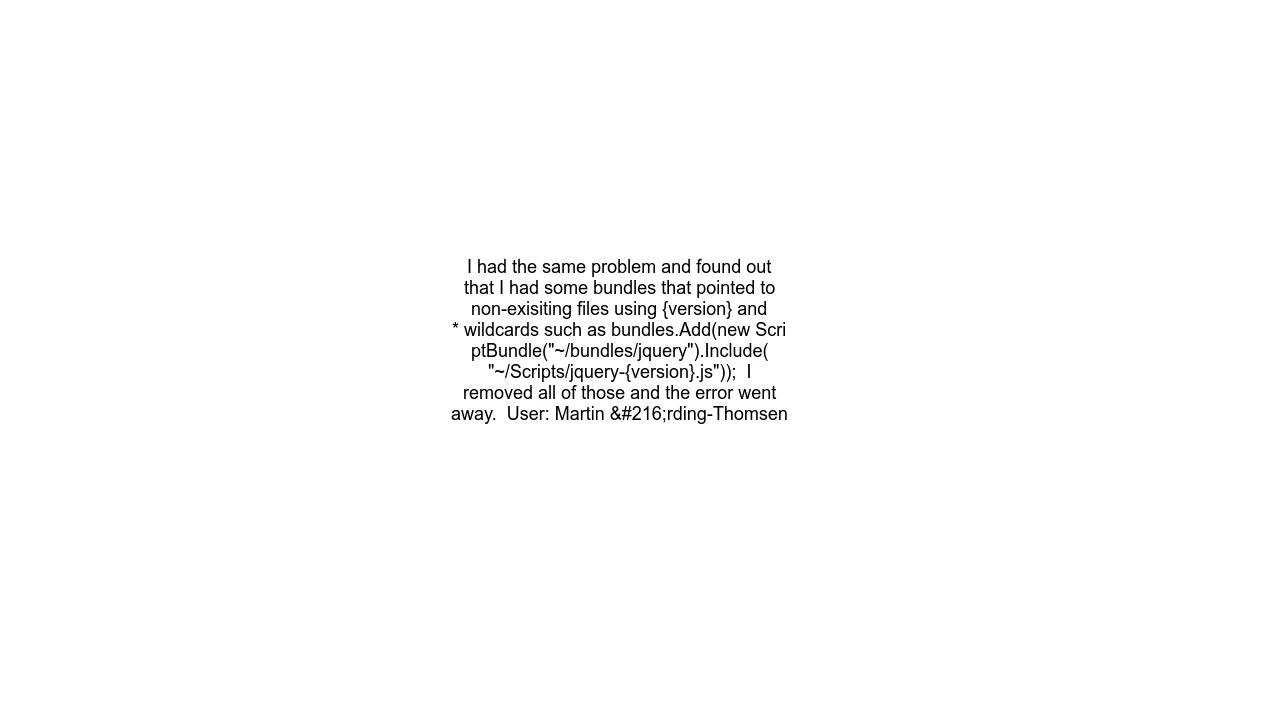 I had the same problem and found out
that I had some bundles that pointed to
non-exisiting files using {version} and
* wildcards such as bundles.Add(new Scri
ptBundle("~/bundles/jquery").Include(
"~/Scripts/jquery-{version}.js"));  I
removed all of those and the error went
away.  User: Martin &#216;rding-Thomsen